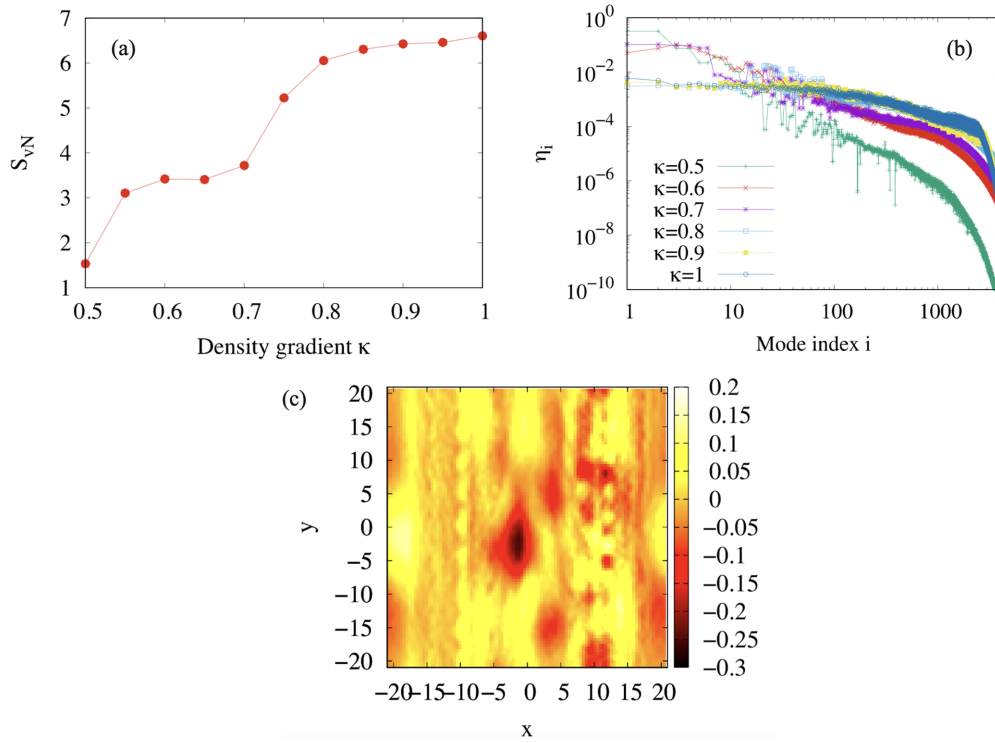 (a)
7
6
5
4
3
2
1
S_vN
0.5 0.6 0.7 0.8 0.9 1
Density gradient κ
(b)
10^0
10^−2
10^−4
10^−6
10^−8
10^−10
η_i
κ=0.5
κ=0.6
κ=0.7
κ=0.8
κ=0.9
κ=1
1 10 100 1000
Mode index i
(c)
20
15
10
5
0
−5
−10
−15
−20
y
−20 −15 −10 −5 0 5 10 15 20
x
0.2
0.15
0.1
0.05
0
−0.05
−0.1
−0.15
−0.2
−0.25
−0.3